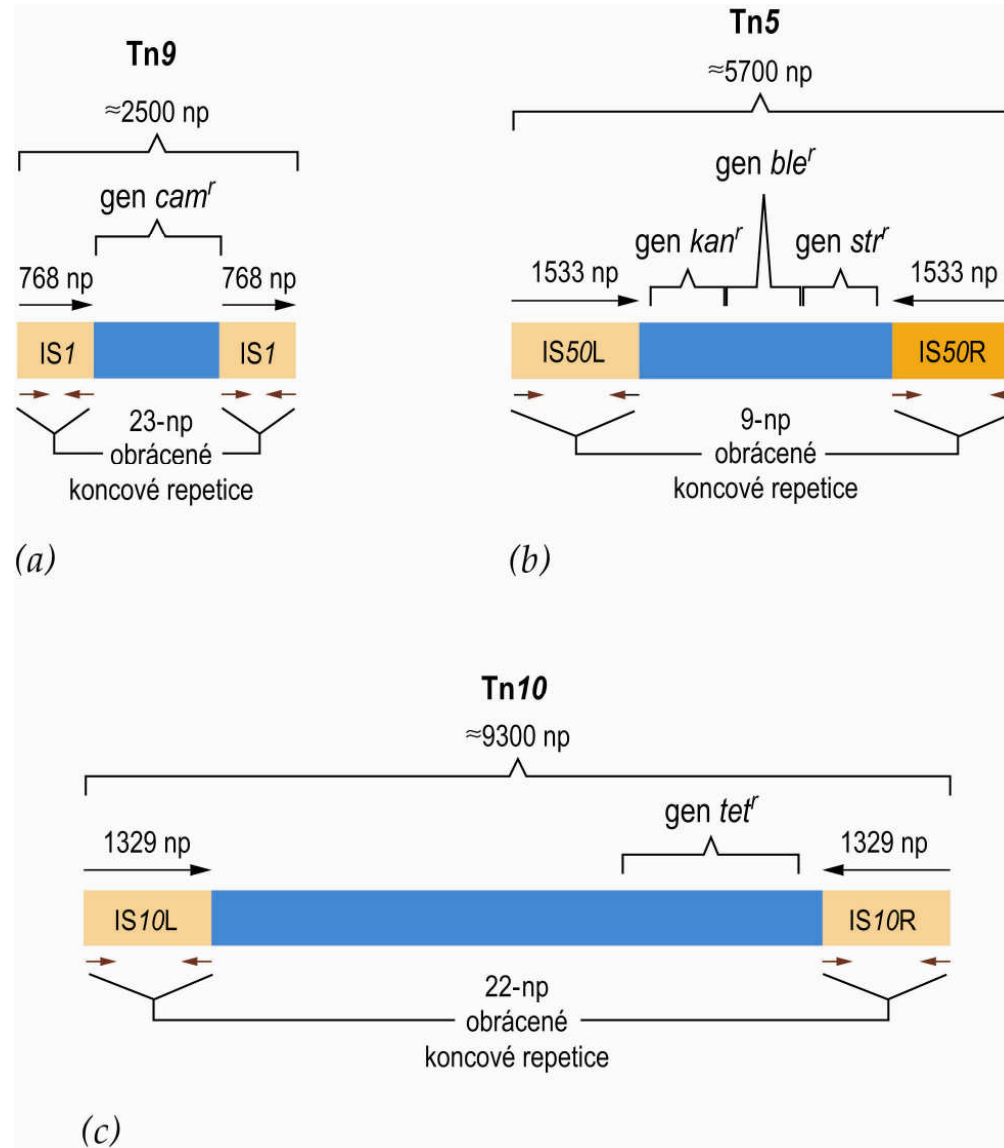 Tn9
≈2500 np
gen cam^r
768 np
768 np
IS1
IS1
23-np
obrácené
koncové repetice
(a)
Tn5
≈5700 np
gen ble^r
gen kan^r
gen str^r
1533 np
1533 np
IS50L
IS50R
9-np
obrácené
koncové repetice
(b)
Tn10
≈9300 np
gen tet^r
1329 np
1329 np
IS10L
IS10R
22-np
obrácené
koncové repetice
(c)